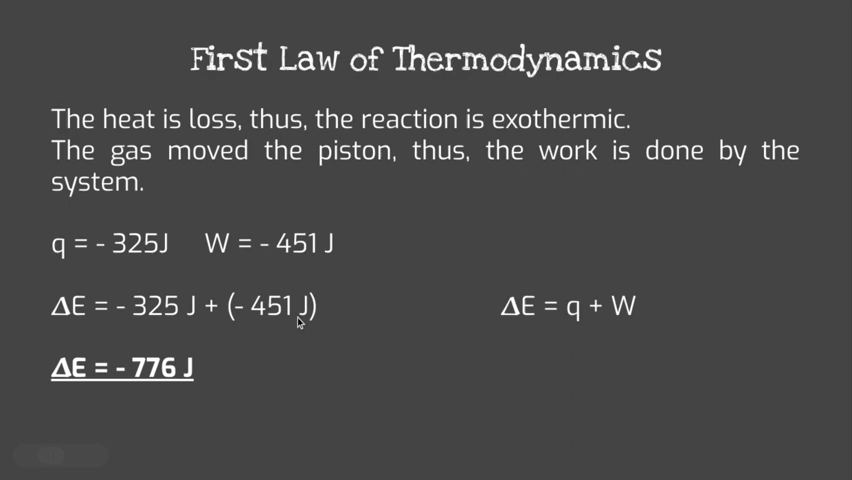 First Law of Thermodynamics
The heat is loss, thus, the reaction is exothermic.
The gas moved the piston, thus, the work is done by the
system.
q = - 325J W = - 451 J
ΔE = - 325 J + (- 451 J) ΔE = q + W
ΔE = - 776 J